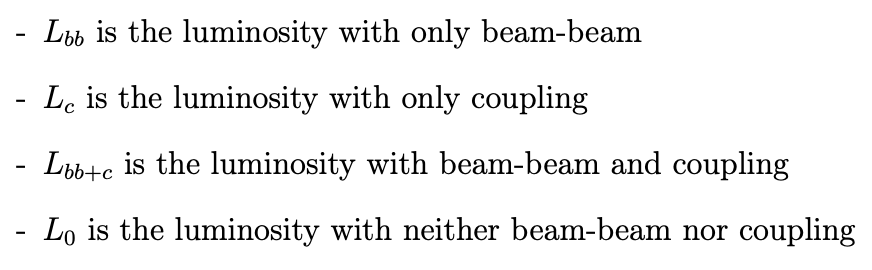 - L_{bb} is the luminosity with only beam-beam
- L_c is the luminosity with only coupling
- L_{bb+c} is the luminosity with beam-beam and coupling
- L_0 is the luminosity with neither beam-beam nor coupling